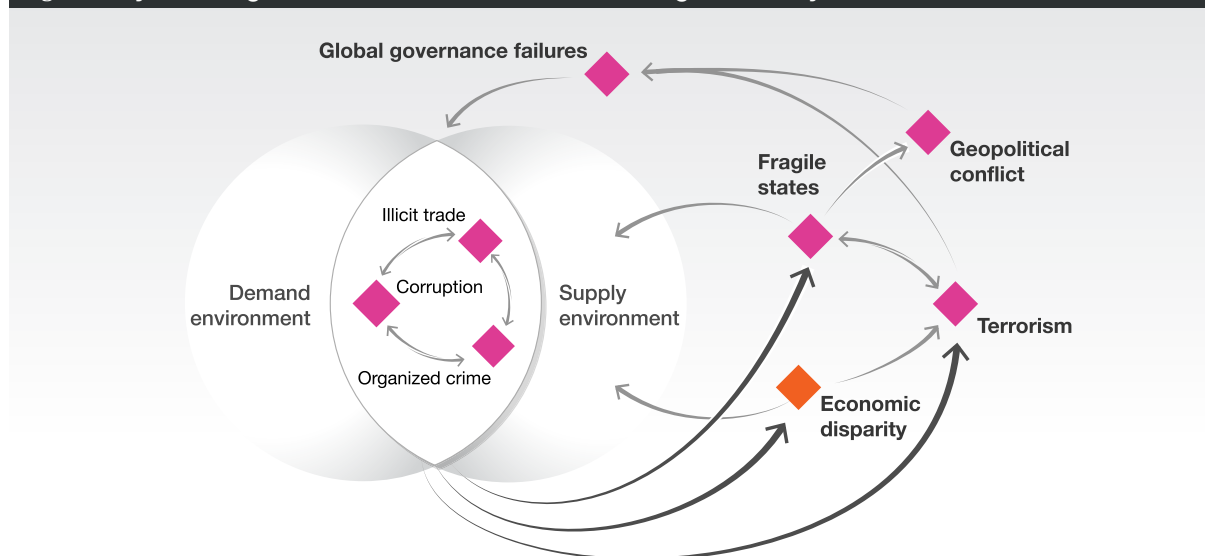 Global governance failures
Geopolitical
conflict
Fragile
states
Illicit trade
Corruption
Demand
environment
Supply
environment
Terrorism
Organized crime
Economic
disparity